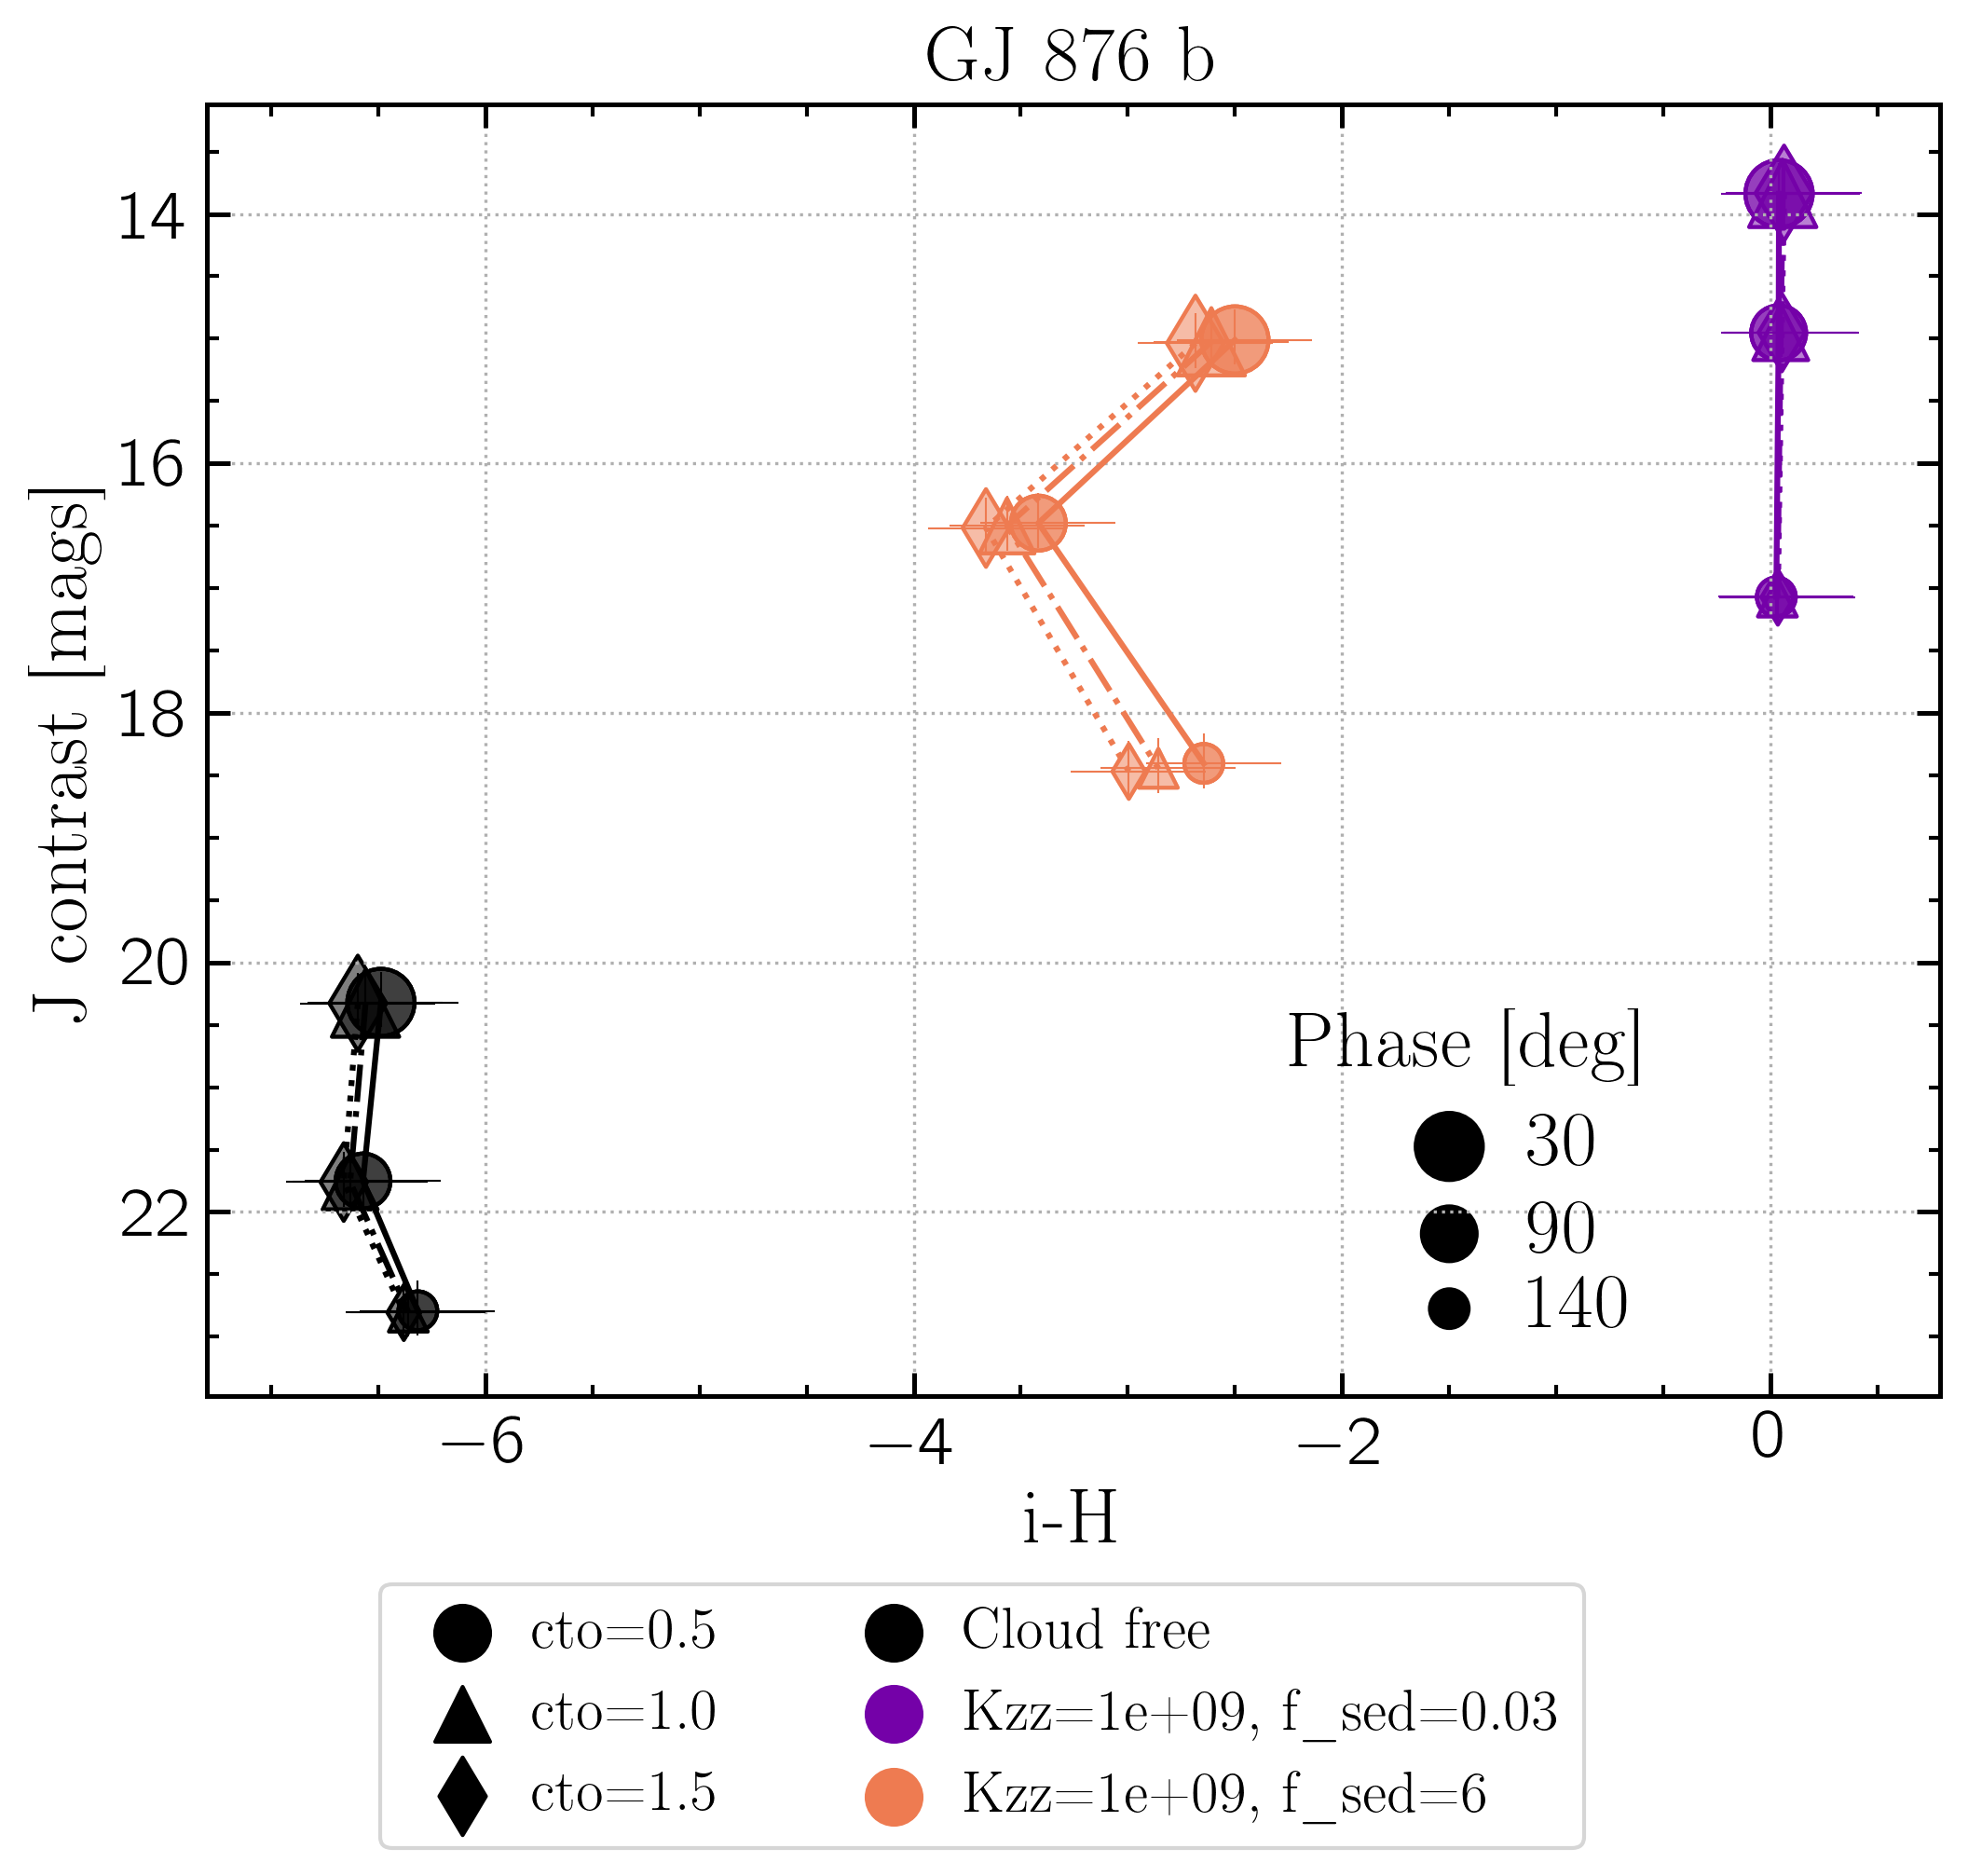 GJ 876 b
14
16
18
20
22
J contrast [mags]
Phase [deg]
30
90
140
−6
−4
−2
0
i-H
cto=0.5
cto=1.0
cto=1.5
Cloud free
Kzz=1e+09, f_sed=0.03
Kzz=1e+09, f_sed=6